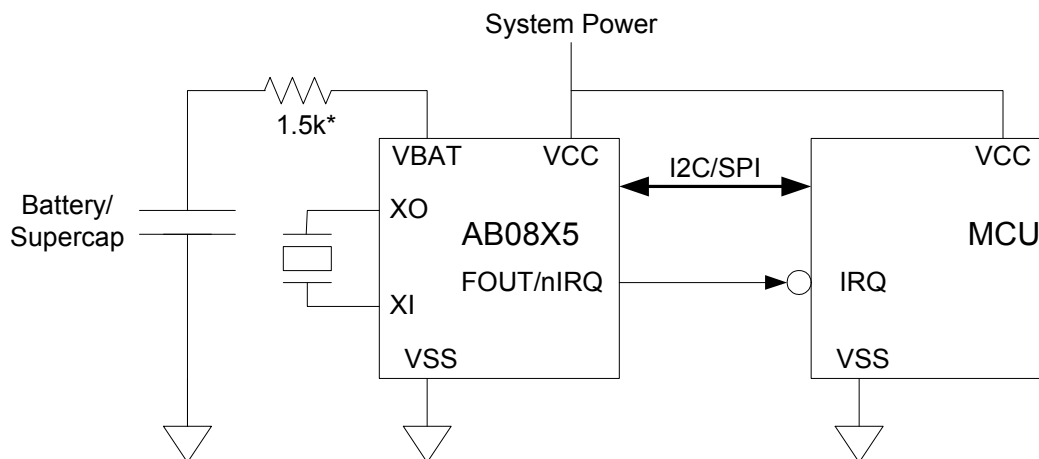 System Power
1.5k*
VBAT
VCC
VCC
I2C/SPI
Battery/
Supercap
XO
AB08X5
MCU
FOUT/nIRQ
IRQ
XI
VSS
VSS